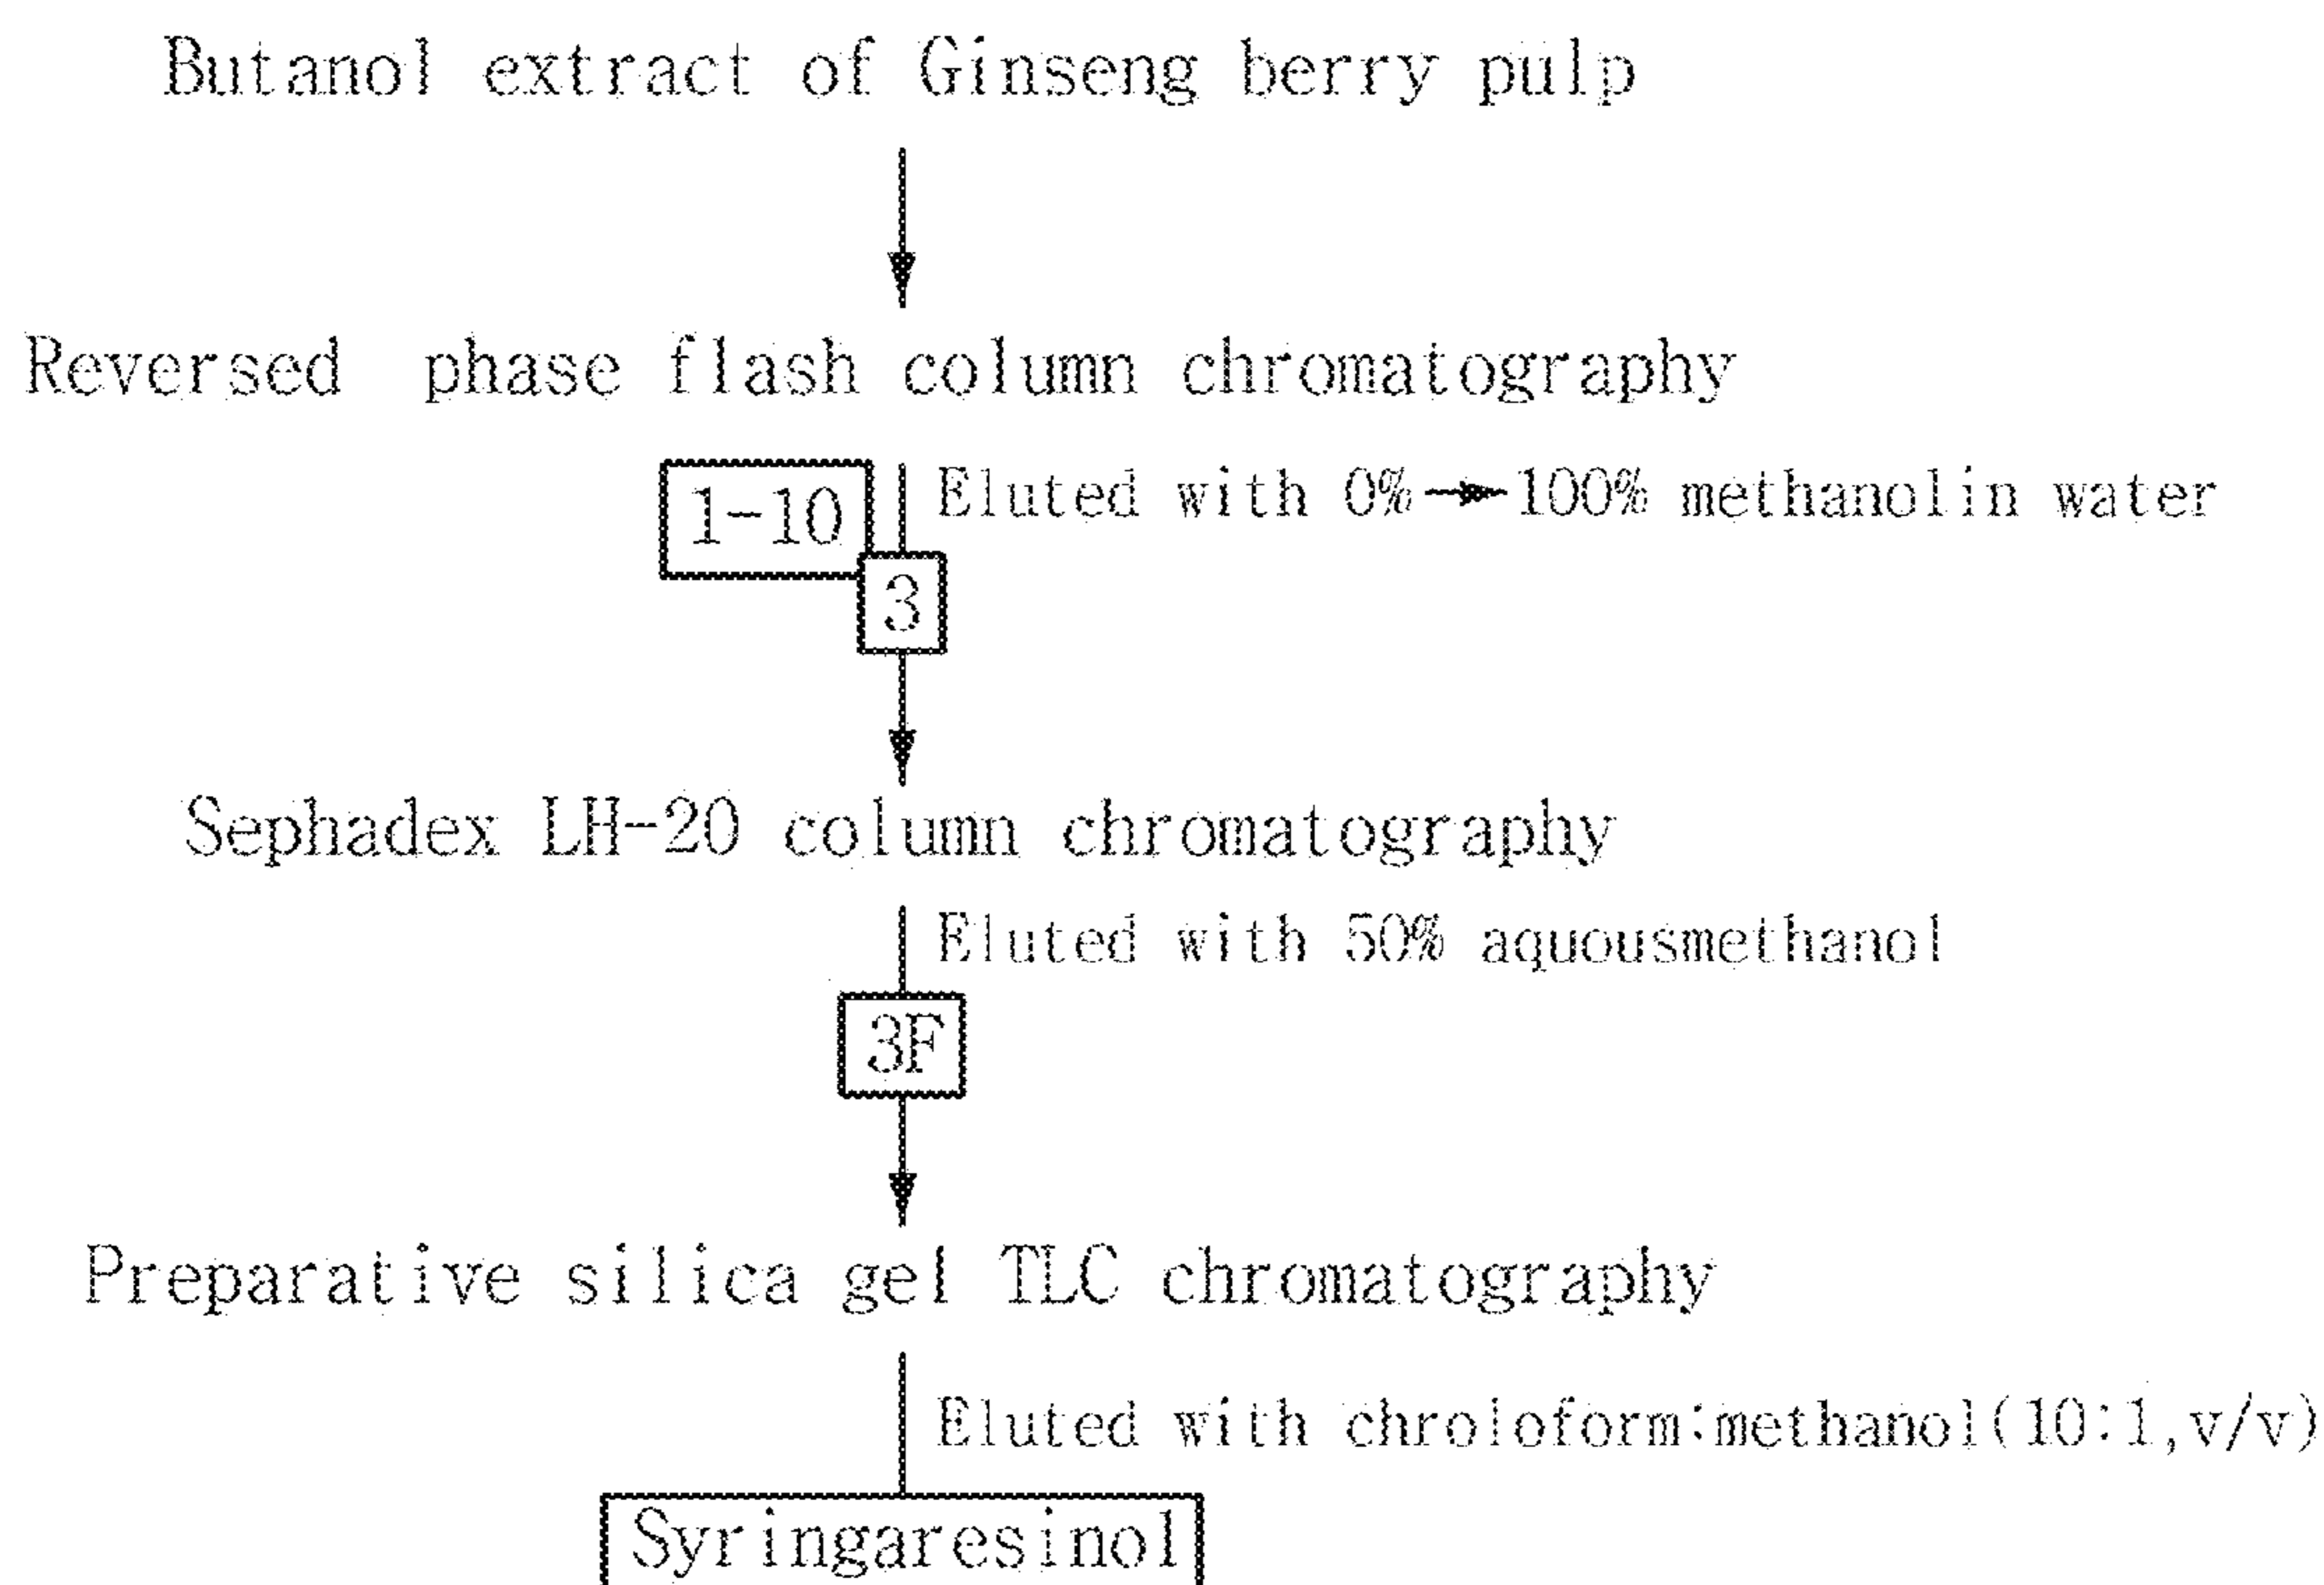 Butanol extract of Ginseng berry pulp
Reversed phase flash column chromatography
1-10
Eluted with 0%→100% methanolin water
3
Sephadex LH-20 column chromatography
Eluted with 50% aquousmethanol
3F
Preparative silica gel TLC chromatography
Eluted with chroloform:methanol(10:1,v/v)
Syringaresinol